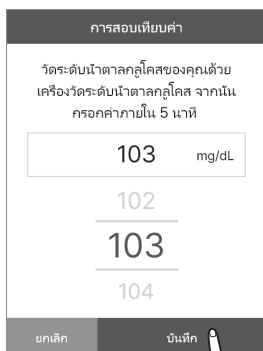 การสอบเทียบค่า
วัดระดับน้ำตาลกลูโคสของคุณด้วย
เครื่องวัดระดับน้ำตาลกลูโคส จากนั้น
กรอกค่าภายใน 5 นาที
103 mg/dL
102
103
104
ยกเลิก บันทึก